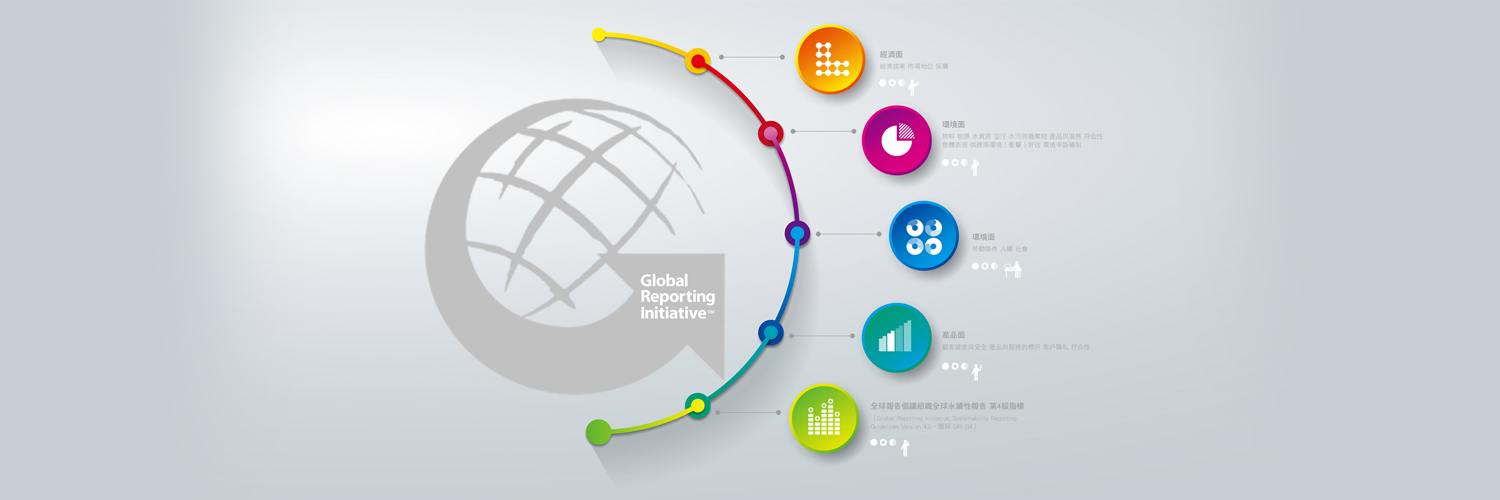 Global
Reporting
Initiative™
經濟面
經濟成果 市場地位 採購
環境面
物料 能源 水資源 空汙 水汙與廢棄物 產品與服務 符合性
整體表現 供應商環境(衝擊)評估 環境申訴機制
環境面
勞動條件 人權 社會
產品面
顧客健康與安全 產品與服務的標示 客戶隱私 符合性
全球報告倡議組織全球永續性報告 第4版指標
(Global Reporting Initiative, Sustainability Reporting
Guidelines Version 4.0,簡稱 GRI G4)